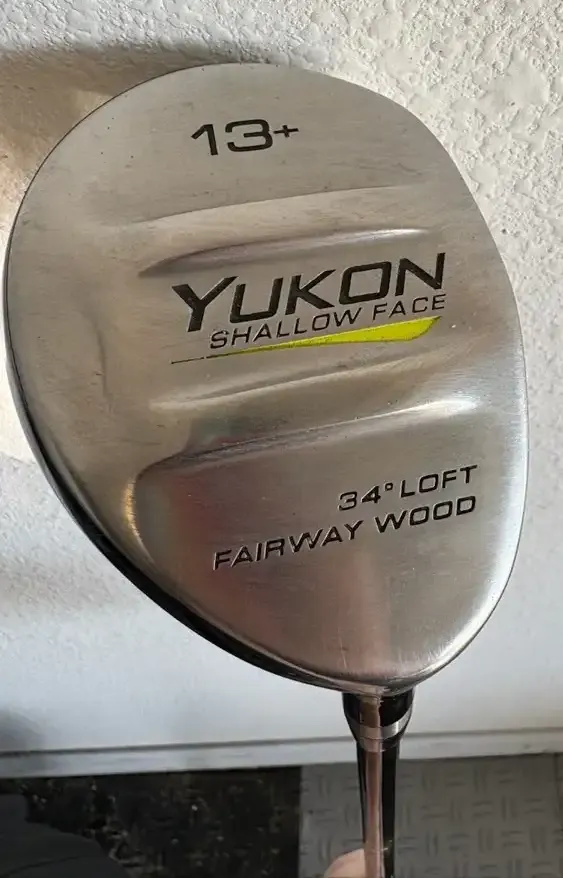 13+
YUKON
SHALLOW FACE
34° LOFT
FAIRWAY WOOD